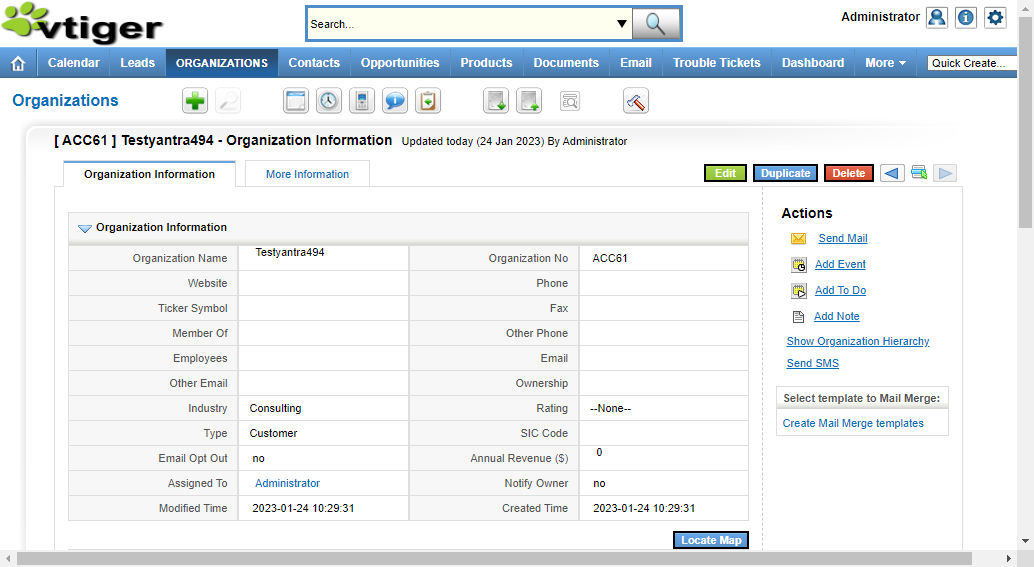 vtiger
Search...
Administrator
Calendar Leads ORGANIZATIONS Contacts Opportunities Products Documents Email Trouble Tickets Dashboard More Quick Create...
Organizations
[ ACC61 ] Testyantra494 - Organization Information Updated today (24 Jan 2023) By Administrator
Organization Information More Information Edit Duplicate Delete
Organization Information
Organization Name Testyantra494 Organization No ACC61
Website Phone
Ticker Symbol Fax
Member Of Other Phone
Employees Email
Other Email Ownership
Industry Consulting Rating --None--
Type Customer SIC Code
Email Opt Out no Annual Revenue ($) 0
Assigned To Administrator Notify Owner no
Modified Time 2023-01-24 10:29:31 Created Time 2023-01-24 10:29:31
Locate Map
Actions
Send Mail
Add Event
Add To Do
Add Note
Show Organization Hierarchy
Send SMS
Select template to Mail Merge:
Create Mail Merge templates